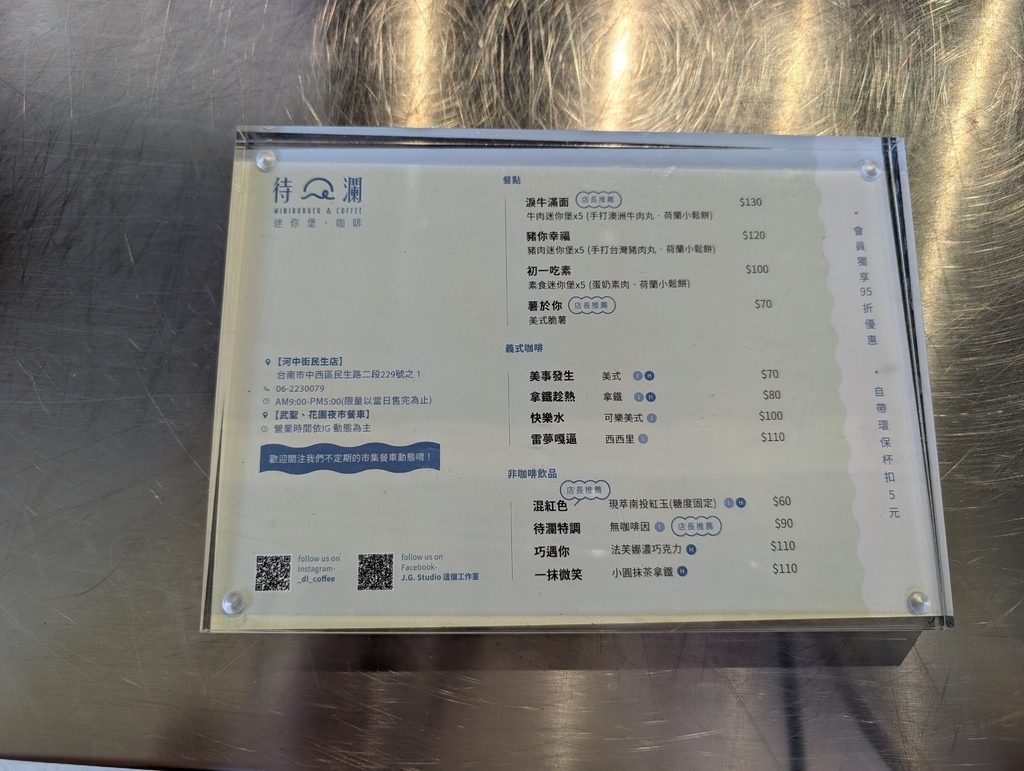 待瀾
MINIBURGER & COFFEE
迷你堡·咖啡
【河中街民生店】
台南市中西區民生路二段229號之1
06-2230079
AM9:00-PM5:00(限量以當日售完為止)
【武聖、花園夜市餐車】
營業時間依IG 動態為主
歡迎關注我們不定期的市集餐車動態唷！
follow us on
Instagram-
_dl_coffee
follow us on
Facebook-
J.G. Studio 這個工作室
餐點
淚牛滿面 店長推薦 $130
牛肉迷你堡x5 (手打澳洲牛肉丸、荷蘭小鬆餅)
豬你幸福 $120
豬肉迷你堡x5 (手打台灣豬肉丸、荷蘭小鬆餅)
初一吃素 $100
素食迷你堡x5 (蛋奶素肉、荷蘭小鬆餅)
薯於你 店長推薦 $70
美式脆薯
義式咖啡
美事發生 美式 I H $70
拿鐵趁熱 拿鐵 I H $80
快樂水 可樂美式 I $100
雷夢嘎逼 西西里 I $110
非咖啡飲品
店長推薦
混紅色 現萃南投紅玉(糖度固定) I H $60
待瀾特調 無咖啡因 I 店長推薦 $90
巧遇你 法芙娜濃巧克力 H $110
一抹微笑 小圓抹茶拿鐵 H $110
• 會員獨享95折優惠
• 自帶環保杯扣5元